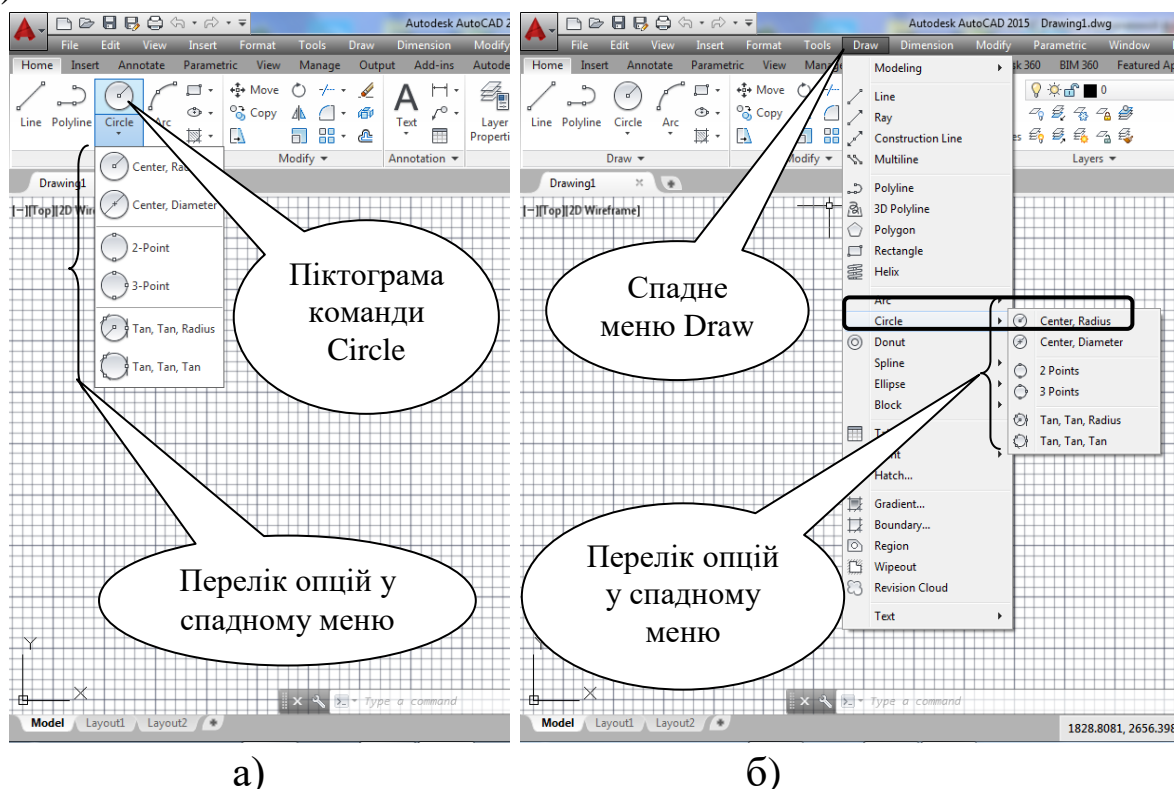 Autodesk AutoCAD 2
File Edit View Insert Format Tools Draw Dimension Modify
Home Insert Annotate Parametric View Manage Output Add-ins Autode
Line Polyline Circle Arc
Move
Copy
Text
Layer
Properti
Modify
Annotation
Drawing1
[-][Top][2D Wir
Center, Rad
Center, Diameter
2-Point
3-Point
Tan, Tan, Radius
Tan, Tan, Tan
Піктограма
команди
Circle
Перелік опцій у
спадному меню
Y
X
Type a command
Model Layout1 Layout2
а)
Autodesk AutoCAD 2015 Drawing1.dwg
File Edit View Insert Format Tools Draw Dimension Modify Parametric Window
Home Insert Annotate Parametric View Manage
sk 360 BIM 360 Featured Ap
Line Polyline Circle Arc
Move
Copy
0
Draw
Modify
Layers
Drawing1
[-][Top][2D Wireframe]
Modeling
Line
Ray
Construction Line
Multiline
Polyline
3D Polyline
Polygon
Rectangle
Helix
Arc
Circle
Donut
Spline
Ellipse
Block
Hatch...
Gradient...
Boundary...
Region
Wipeout
Revision Cloud
Text
Center, Radius
Center, Diameter
2 Points
3 Points
Tan, Tan, Radius
Tan, Tan, Tan
Спадне
меню Draw
Перелік опцій
у спадному
меню
X
Type a command
Model Layout1 Layout2
1828.8081, 2656.398
б)